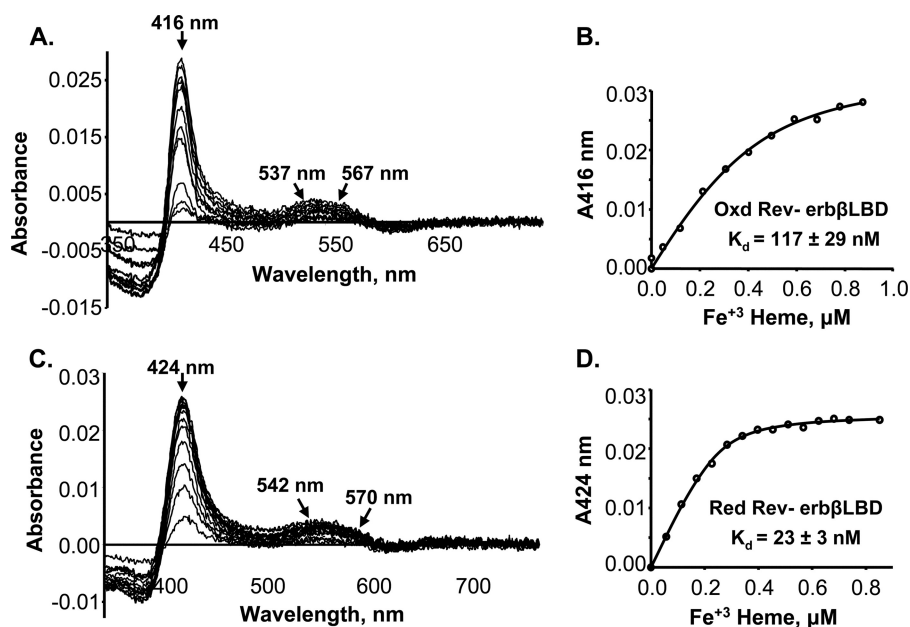 A.
416 nm
0.025
0.015
0.005
-0.005
-0.015
537 nm
567 nm
350
450
550
650
Wavelength, nm
Absorbance
B.
0.03
0.02
0.01
0.00
A416 nm
Oxd Rev- erbβLBD
Kd = 117 ± 29 nM
0.0 0.2 0.4 0.6 0.8 1.0
Fe+3 Heme, µM
C.
424 nm
0.03
0.02
0.01
0.00
-0.01
542 nm
570 nm
400 500 600 700
Wavelength, nm
Absorbance
D.
0.03
0.02
0.01
0.00
A424 nm
Red Rev- erbβLBD
Kd = 23 ± 3 nM
0.0 0.2 0.4 0.6 0.8
Fe+3 Heme, µM